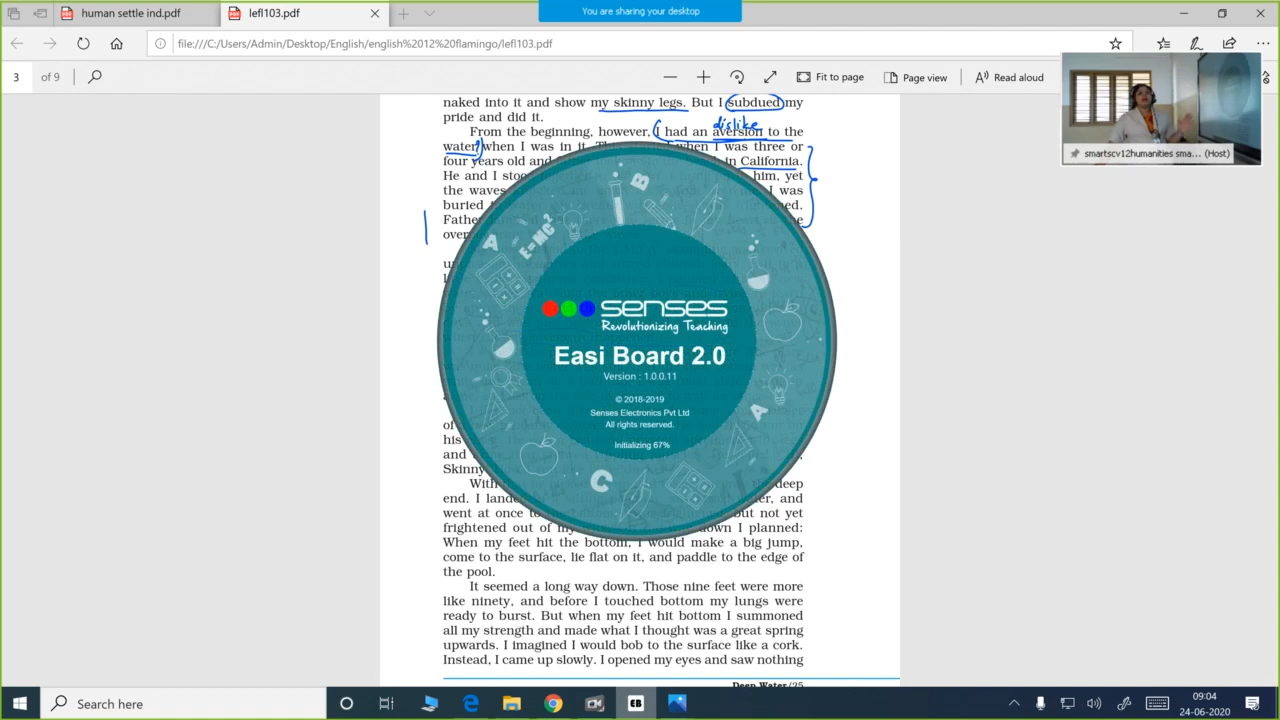 human settle ind.pdf
lefl103.pdf
You are sharing your desktop
file:///C:/Users/Admin/Desktop/English/english%2012%20flamingo/lefl103.pdf
3 of 9
Fit to page
Page view
Read aloud
smartscv12humanities sma... (Host)
naked into it and show my skinny legs. But I subdued my
pride and did it.
dislike
From the beginning, however, I had an aversion to the
water when I was in it. when I was three or
four years old and in California.
He and I stoo him, yet
the waves I was
buried
Father
over
of
his
and
Skinny
With deep
end. I lande and
went at once to but not yet
frightened out of my down I planned:
When my feet hit the bottom, I would make a big jump,
come to the surface, lie flat on it, and paddle to the edge of
the pool.
It seemed a long way down. Those nine feet were more
like ninety, and before I touched bottom my lungs were
ready to burst. But when my feet hit bottom I summoned
all my strength and made what I thought was a great spring
upwards. I imagined I would bob to the surface like a cork.
Instead, I came up slowly. I opened my eyes and saw nothing
Deep Water/25
B
A
E=MC²
senses
Revolutionizing Teaching
Easi Board 2.0
Version : 1.0.0.11
© 2018-2019
Senses Electronics Pvt Ltd
All rights reserved.
Initializing 67%
A
C
Type here to search
EB
09:04
24-06-2020